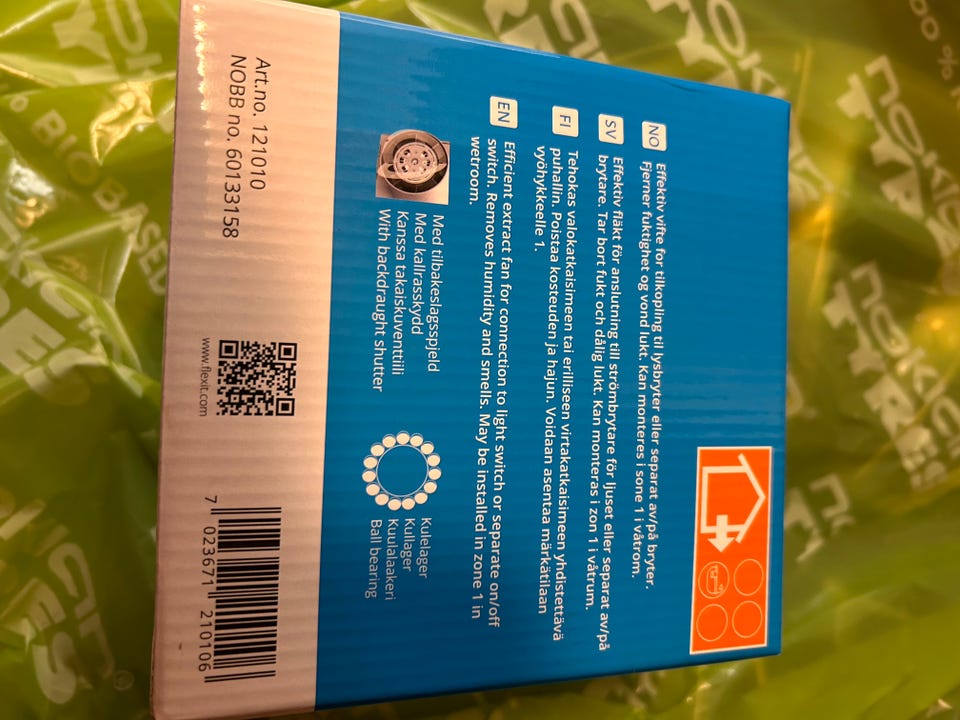 NO
Effektiv vifte for tilkopling til lysbryter eller separat av/på bryter.
Fjerner fuktighet og vond lukt. Kan monteres i sone 1 i våtrom.
SV
Effektiv fläkt för anslutning till strömbrytare för ljuset eller separat av/på
brytare. Tar bort fukt och dålig lukt. Kan monteras i zon 1 i våtrum.
FI
Tehokas valokatkaisimeen tai erilliseen virtakatkaisimeen yhdistettävä
puhallin. Poistaa kosteuden ja hajun. Voidaan asentaa märkätilaan
vyöhykkeelle 1.
EN
Efficient extract fan for connection to light switch or separate on/off
switch. Removes humidity and smells. May be installed in zone 1 in
wetroom.
Med tilbakeslagsspjeld
Med kallrasskydd
Kanssa takaiskuventtiili
With backdraught shutter
Kulelager
Kullager
Kuulalaakeri
Ball bearing
Art.no. 121010
NOBB no. 60133158
www.flexit.com
7 023671 210106
BIOBASED